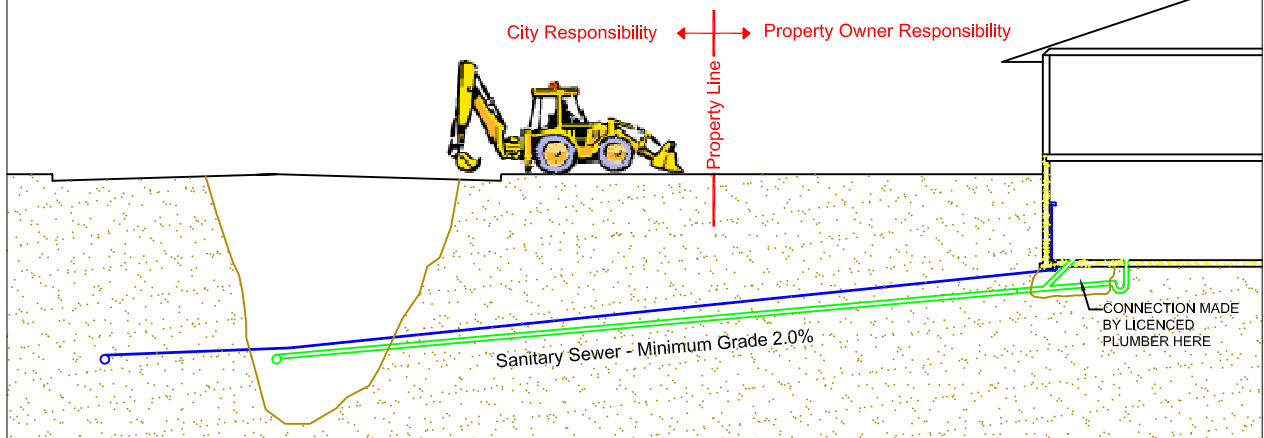 City Responsibility
Property Owner Responsibility
Property Line
Sanitary Sewer - Minimum Grade 2.0%
CONNECTION MADE
BY LICENCED
PLUMBER HERE